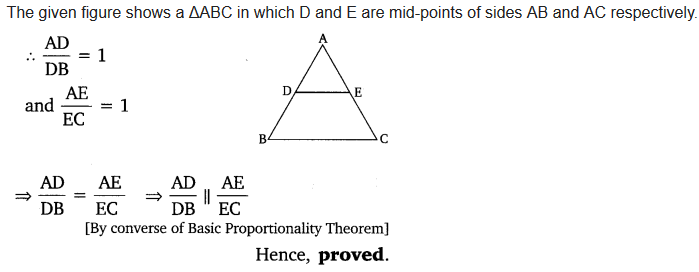 The given figure shows a ΔABC in which D and E are mid-points of sides AB and AC respectively.
∴ AD/DB = 1
and AE/EC = 1
A
D E
B C
⇒ AD/DB = AE/EC ⇒ AD/DB ∥ AE/EC
[By converse of Basic Proportionality Theorem]
Hence, proved.